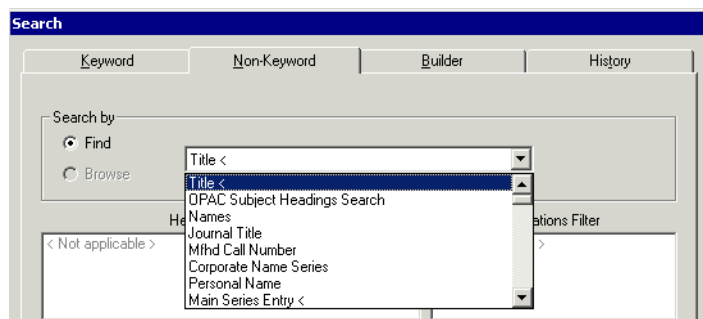 Search
Keyword Non-Keyword Builder History
Search by
Find
Title <
Browse
Title <
OPAC Subject Headings Search
Names
He ations Filter
Journal Title
< Not applicable > >
Mfhd Call Number
Corporate Name Series
Personal Name
Main Series Entry <